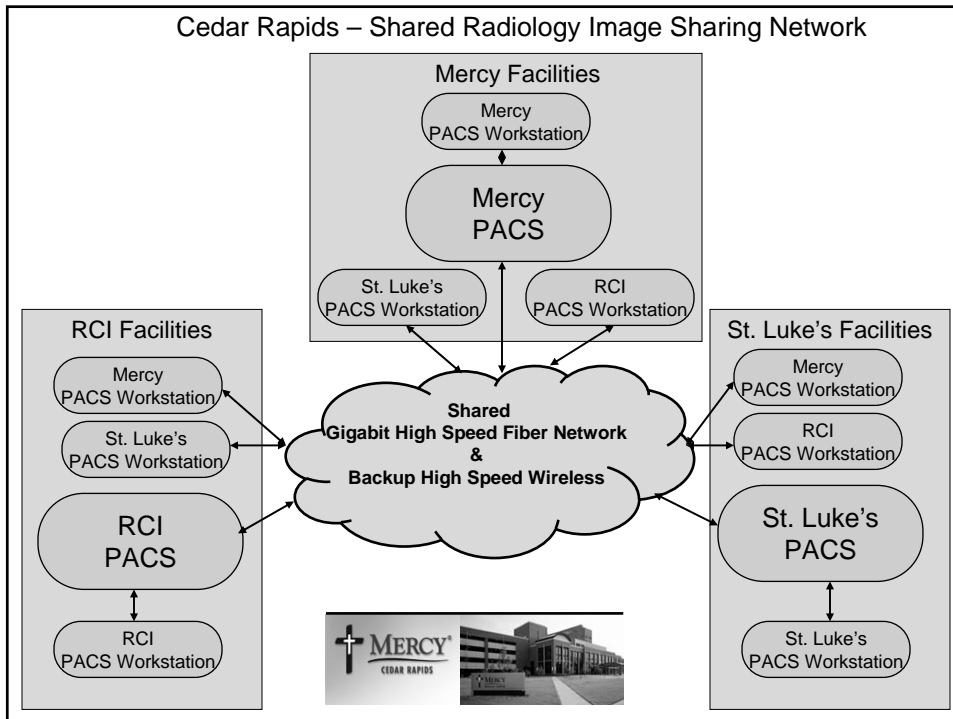 Cedar Rapids – Shared Radiology Image Sharing Network
Mercy Facilities
Mercy
PACS Workstation
Mercy
PACS
St. Luke's
PACS Workstation
RCI
PACS Workstation
RCI Facilities
Mercy
PACS Workstation
St. Luke's
PACS Workstation
RCI
PACS
RCI
PACS Workstation
Shared
Gigabit High Speed Fiber Network
&
Backup High Speed Wireless
St. Luke's Facilities
Mercy
PACS Workstation
RCI
PACS Workstation
St. Luke's
PACS
St. Luke's
PACS Workstation
MERCY®
CEDAR RAPIDS
MERCY